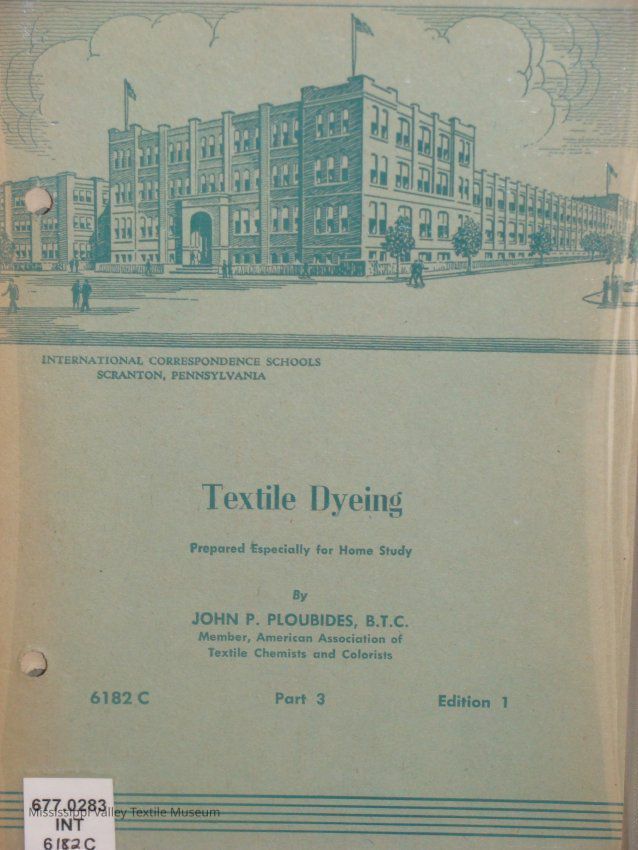 INTERNATIONAL CORRESPONDENCE SCHOOLS
SCRANTON, PENNSYLVANIA
Textile Dyeing
Prepared Especially for Home Study
By
JOHN P. PLOUBIDES, B.T.C.
Member, American Association of
Textile Chemists and Colorists
6182 C Part 3 Edition 1
677.0283
Mississippi Valley Textile Museum
INT
6182C